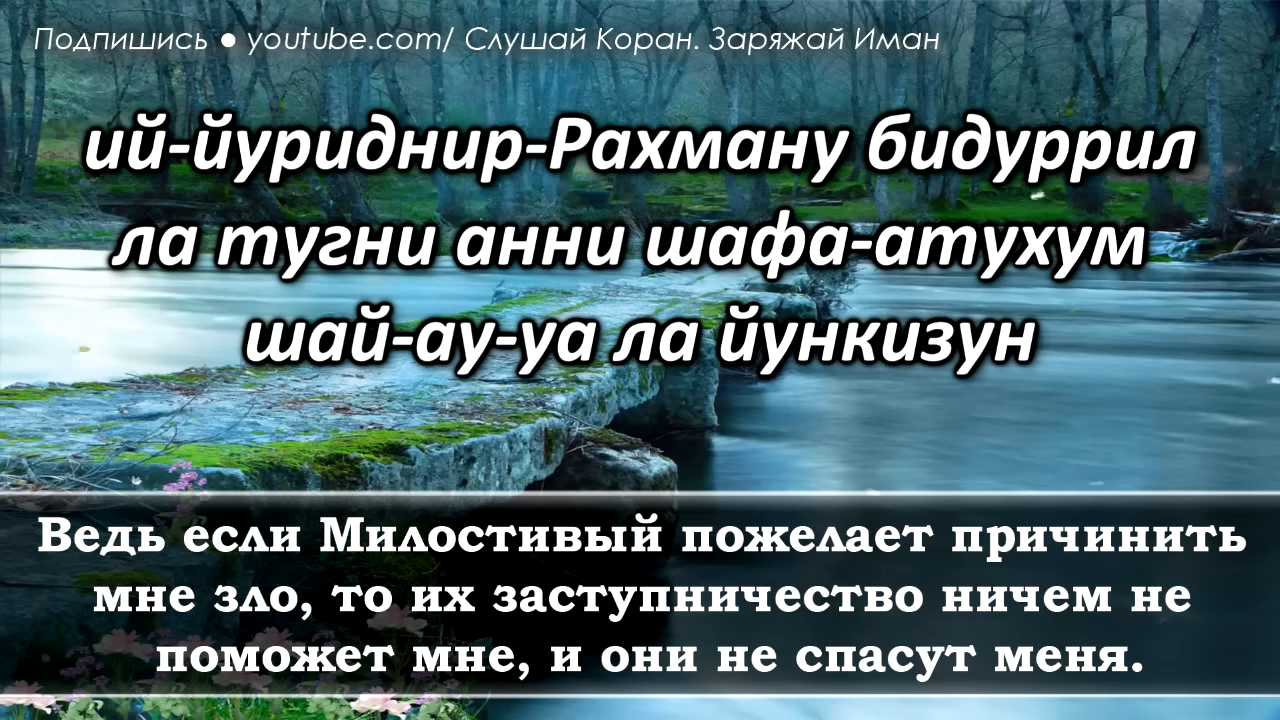 Подпишись ● youtube.com/ Слушай Коран. Заряжай Иман
ий-йуриднир-Рахману бидуррил
ла тугни анни шафа-атухум
шай-ау-уа ла йункизун
Ведь если Милостивый пожелает причинить
мне зло, то их заступничество ничем не
поможет мне, и они не спасут меня.